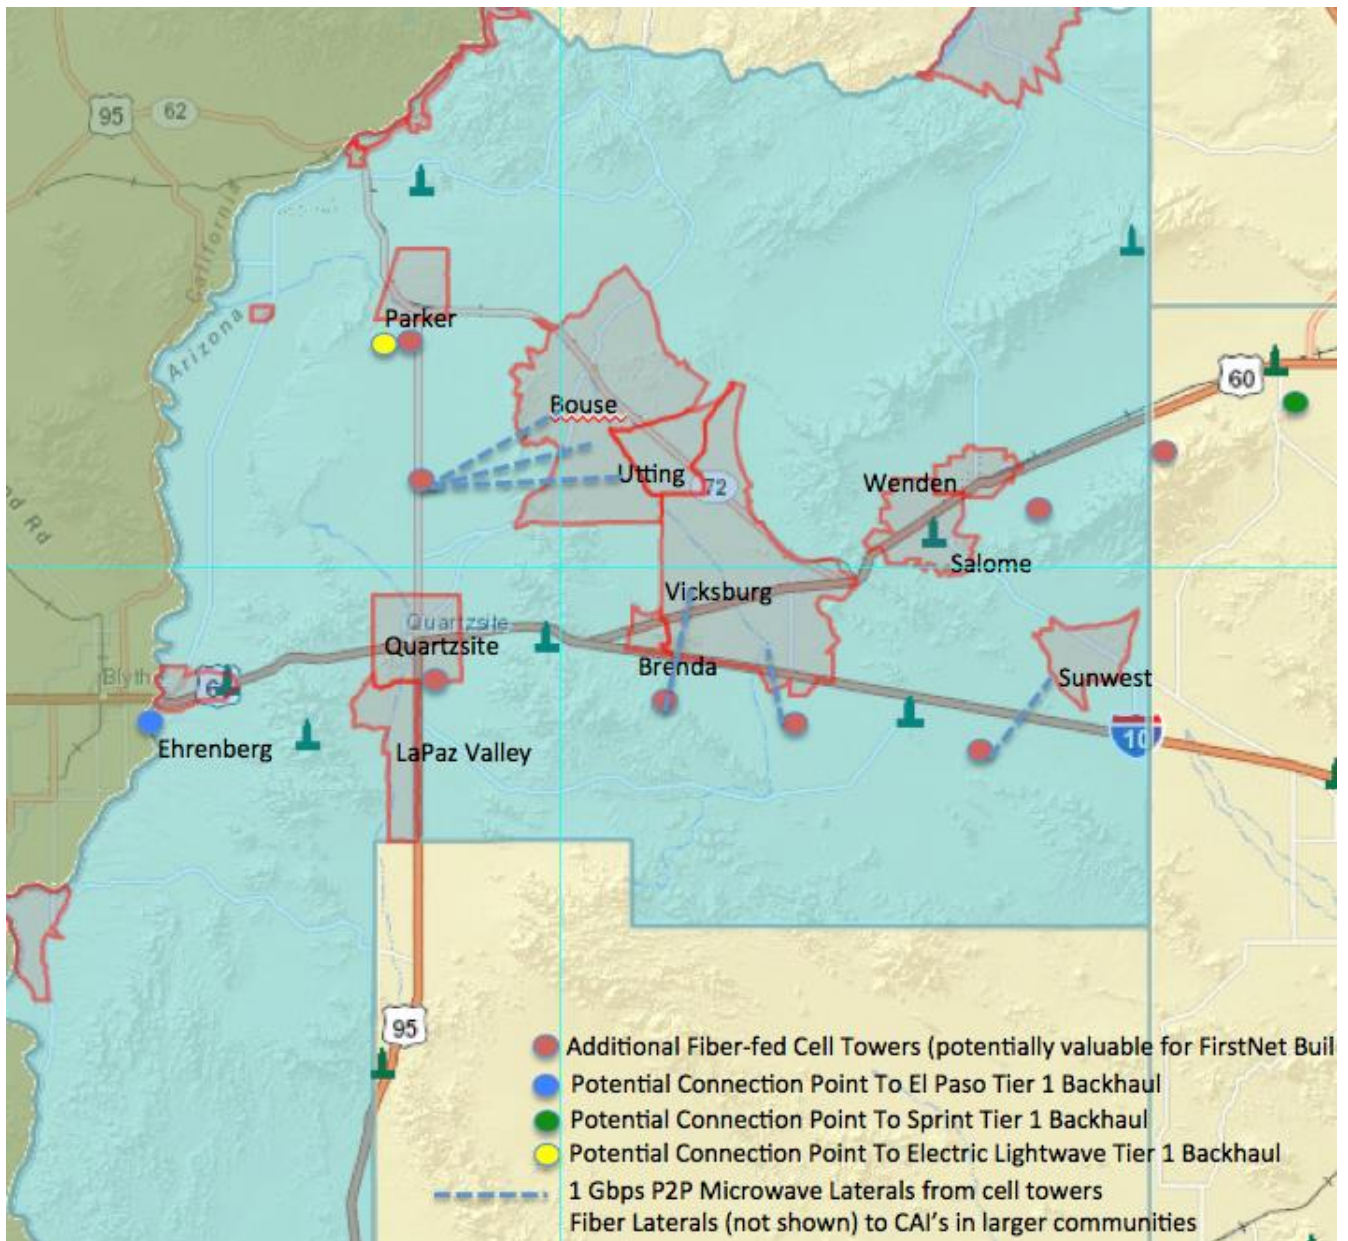 95
62
California
Arizona
Parker
60
Bouse
Utting
72
Wenden
Salome
Vicksburg
Quartzsite
Quartzsite
Brenda
Sunwest
Blyth
6
10
Ehrenberg
LaPaz Valley
nd Rd
95
Additional Fiber-fed Cell Towers (potentially valuable for FirstNet Buil
Potential Connection Point To El Paso Tier 1 Backhaul
Potential Connection Point To Sprint Tier 1 Backhaul
Potential Connection Point To Electric Lightwave Tier 1 Backhaul
1 Gbps P2P Microwave Laterals from cell towers
Fiber Laterals (not shown) to CAI's in larger communities